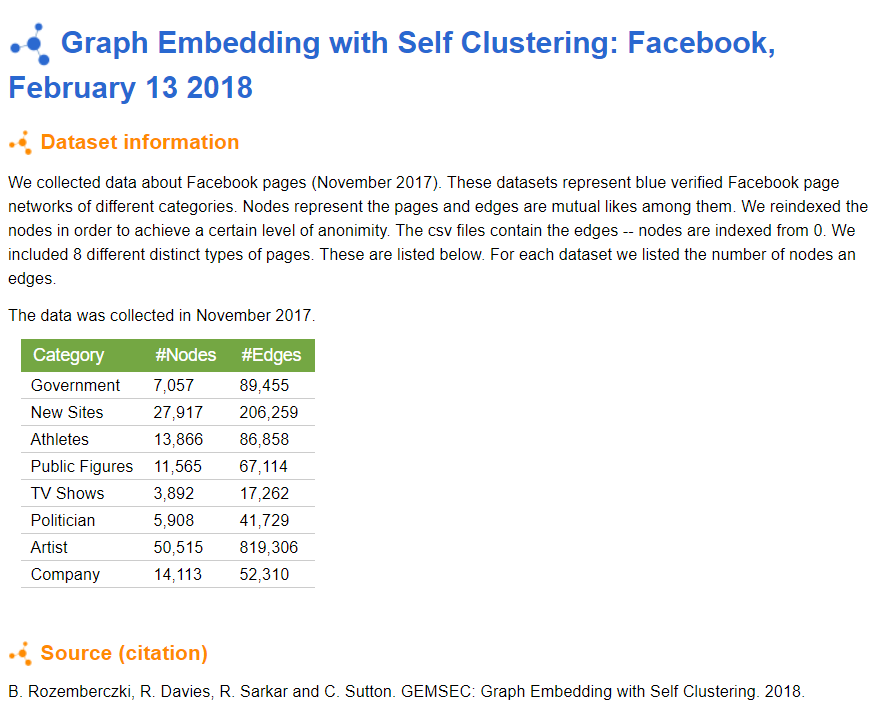 Graph Embedding with Self Clustering: Facebook,
February 13 2018
Dataset information
We collected data about Facebook pages (November 2017). These datasets represent blue verified Facebook page
networks of different categories. Nodes represent the pages and edges are mutual likes among them. We reindexed the
nodes in order to achieve a certain level of anonimity. The csv files contain the edges -- nodes are indexed from 0. We
included 8 different distinct types of pages. These are listed below. For each dataset we listed the number of nodes an
edges.
The data was collected in November 2017.
Category #Nodes #Edges
Government 7,057 89,455
New Sites 27,917 206,259
Athletes 13,866 86,858
Public Figures 11,565 67,114
TV Shows 3,892 17,262
Politician 5,908 41,729
Artist 50,515 819,306
Company 14,113 52,310
Source (citation)
B. Rozemberczki, R. Davies, R. Sarkar and C. Sutton. GEMSEC: Graph Embedding with Self Clustering. 2018.